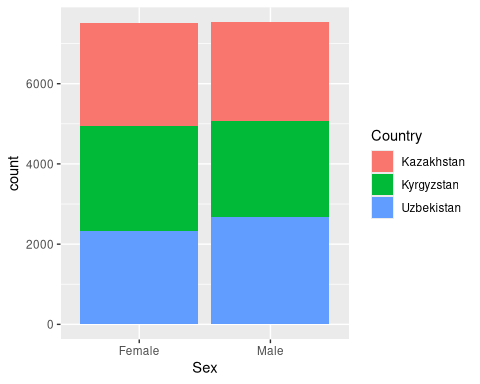 6000
4000
2000
0
count
Female
Male
Sex
Country
Kazakhstan
Kyrgyzstan
Uzbekistan